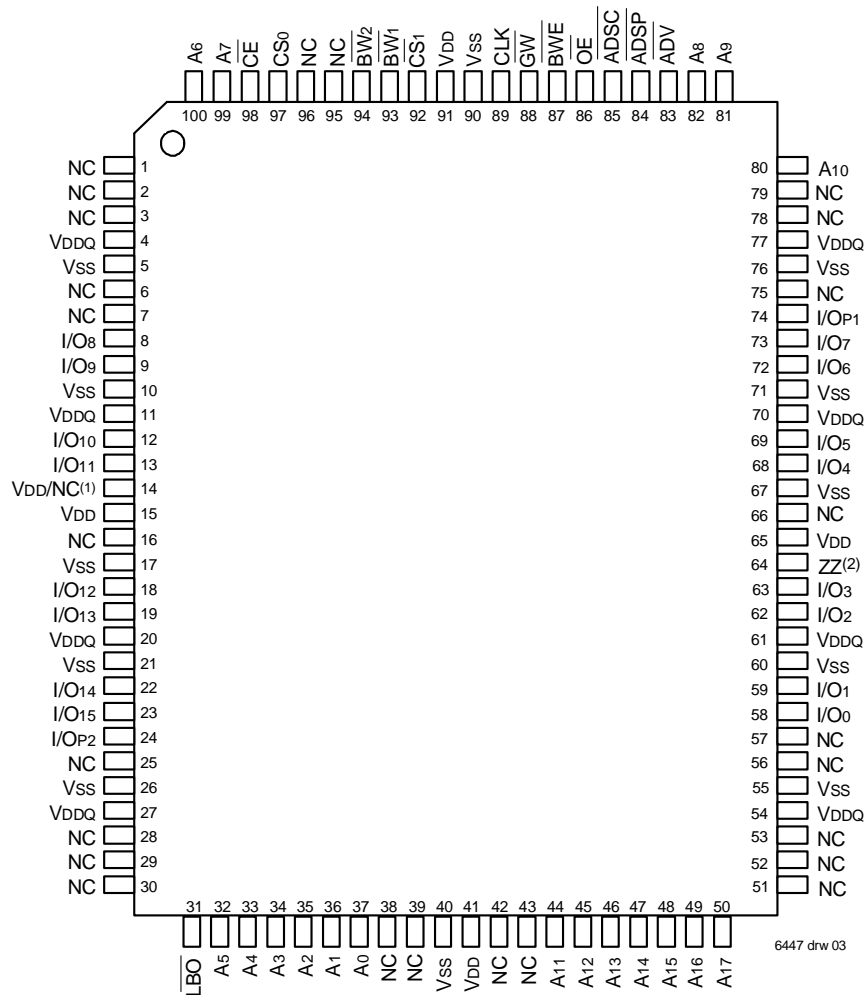 A6 A7 CE CS0 NC NC BW2 BW1 CS1 VDD VSS CLK GW BWE OE ADSC ADSP ADV A8 A9
100 99 98 97 96 95 94 93 92 91 90 89 88 87 86 85 84 83 82 81
NC 1 80 A10
NC 2 79 NC
NC 3 78 NC
VDDQ 4 77 VDDQ
VSS 5 76 VSS
NC 6 75 NC
NC 7 74 I/OP1
I/O8 8 73 I/O7
I/O9 9 72 I/O6
VSS 10 71 VSS
VDDQ 11 70 VDDQ
I/O10 12 69 I/O5
I/O11 13 68 I/O4
VDD/NC(1) 14 67 VSS
VDD 15 66 NC
NC 16 65 VDD
VSS 17 64 ZZ(2)
I/O12 18 63 I/O3
I/O13 19 62 I/O2
VDDQ 20 61 VDDQ
VSS 21 60 VSS
I/O14 22 59 I/O1
I/O15 23 58 I/O0
I/OP2 24 57 NC
NC 25 56 NC
VSS 26 55 VSS
VDDQ 27 54 VDDQ
NC 28 53 NC
NC 29 52 NC
NC 30 51 NC
31 32 33 34 35 36 37 38 39 40 41 42 43 44 45 46 47 48 49 50
LBO A5 A4 A3 A2 A1 A0 NC NC VSS VDD NC NC A11 A12 A13 A14 A15 A16 A17
6447 drw 03